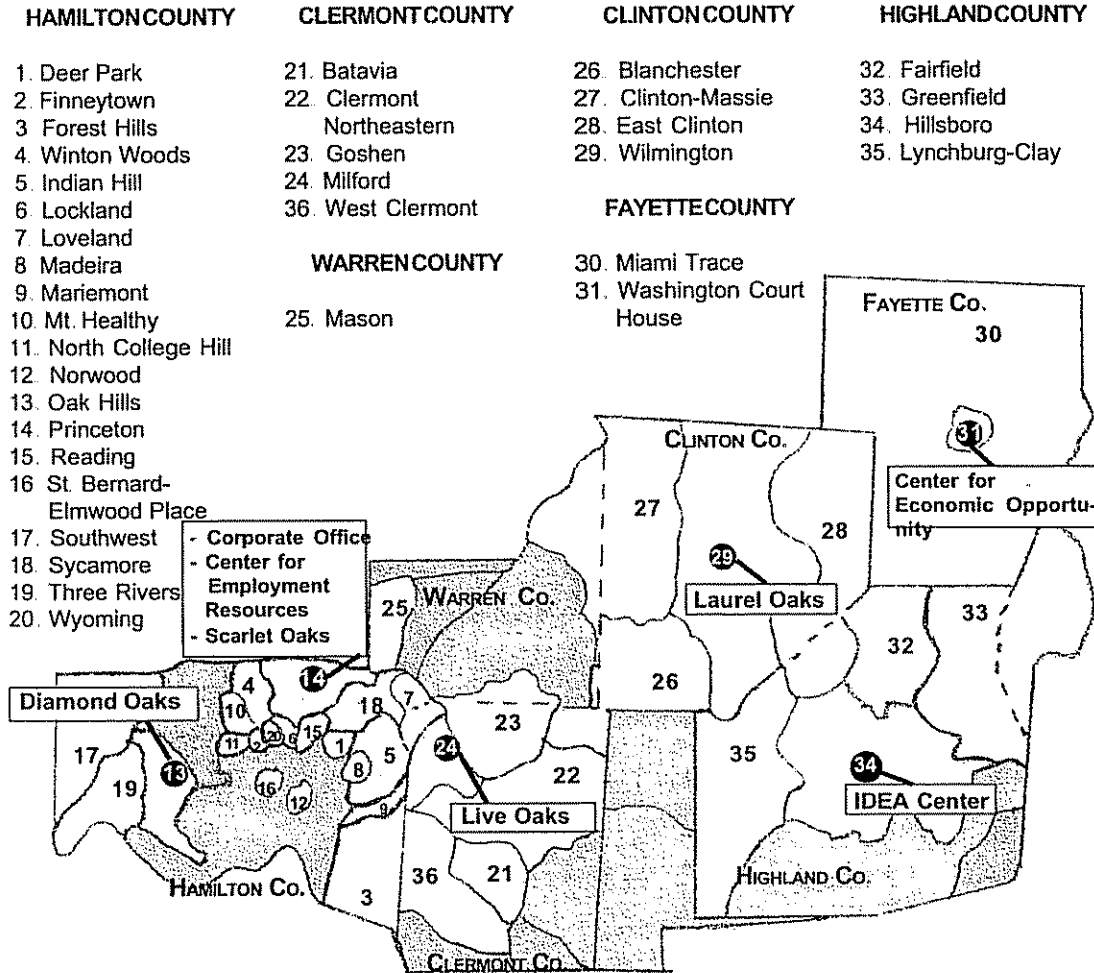 HAMILTON COUNTY
1. Deer Park
2. Finneytown
3 Forest Hills
4. Winton Woods
5. Indian Hill
6. Lockland
7. Loveland
8 Madeira
9. Mariemont
10. Mt. Healthy
11. North College Hill
12. Norwood
13. Oak Hills
14. Princeton
15. Reading
16 St. Bernard-
Elmwood Place
17. Southwest
18. Sycamore
19. Three Rivers
20. Wyoming
CLERMONT COUNTY
21. Batavia
22. Clermont
Northeastern
23. Goshen
24. Milford
36. West Clermont
WARREN COUNTY
25. Mason
CLINTON COUNTY
26. Blanchester
27. Clinton-Massie
28. East Clinton
29. Wilmington
FAYETTE COUNTY
30. Miami Trace
31. Washington Court
House
HIGHLAND COUNTY
32. Fairfield
33. Greenfield
34. Hillsboro
35. Lynchburg-Clay
FAYETTE CO.
30
31
Center for
Economic Opportu-
nity
CLINTON CO.
27
28
29
Laurel Oaks
26
- Corporate Office
- Center for
Employment
Resources
- Scarlet Oaks
WARREN CO.
25
33
32
35
34
IDEA Center
HIGHLAND CO.
Diamond Oaks
14
4
10
18
7
11
2
20
6
15
1
5
8
17
13
19
16
12
9
3
HAMILTON CO.
23
24
22
Live Oaks
36
21
CLERMONT CO.